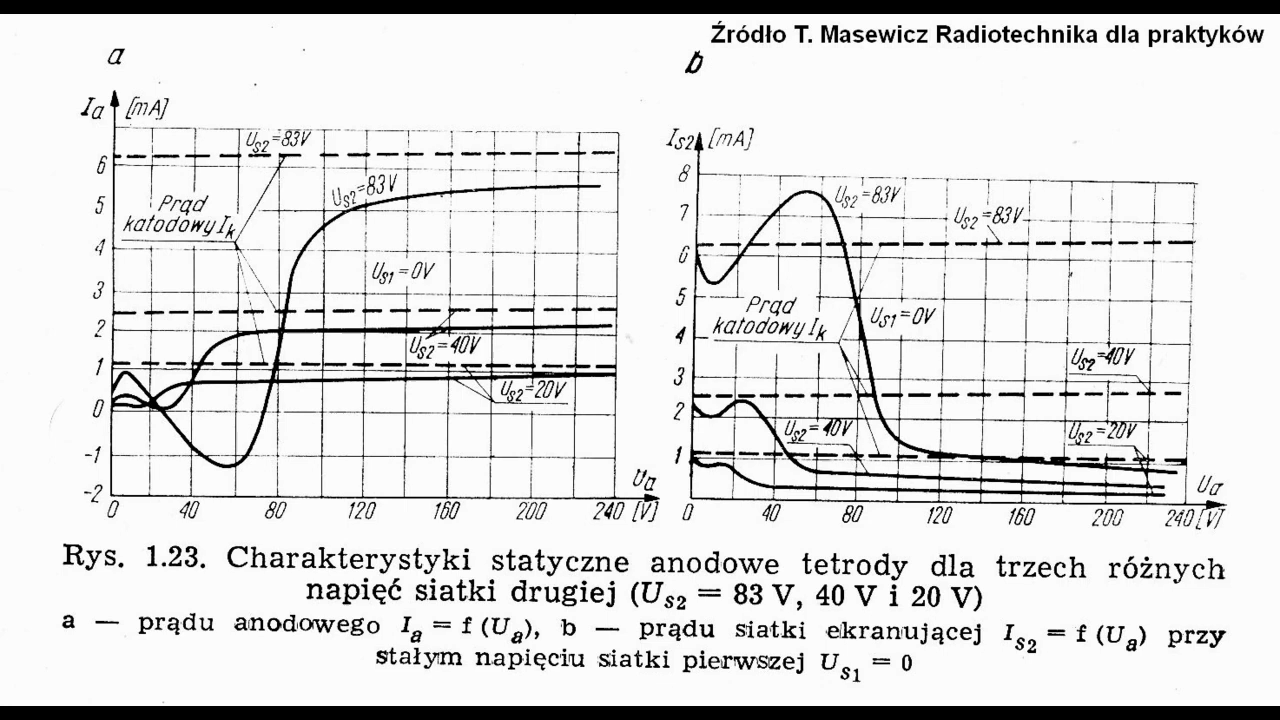 Źródło T. Masewicz Radiotechnika dla praktyków
a
Ia [mA]
Us2=83V
6
Us2=83V
5
Prąd
katodowy Ik
4
Us1=0V
3
2
Us2=40V
1
Us2=20V
0
-1
-2
Ua
0 40 80 120 160 200 240 [V]
b
Is2 [mA]
8
Us2=83V
Us2=83V
7
6
5
Prąd
katodowy Ik
Us1=0V
4
Us2=40V
3
2
Us2=40V
Us2=20V
1
Ua
0 40 80 120 160 200 240 [V]
Rys. 1.23. Charakterystyki statyczne anodowe tetrody dla trzech różnych
napięć siatki drugiej (Us2 = 83 V, 40 V i 20 V)
a — prądu anodowego Ia = f (Ua), b — prądu siatki ekranującej Is2 = f (Ua) przy
stałym napięciu siatki pierwszej Us1 = 0